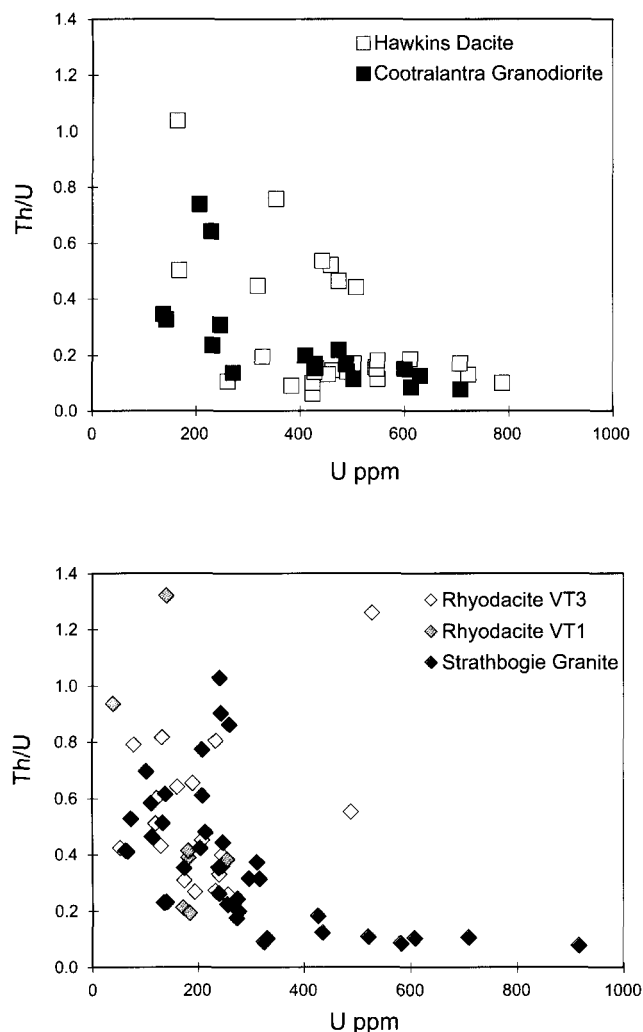 1.4
Hawkins Dacite
1.2
Cootralantra Granodiorite
1.0
0.8
Th/U
0.6
0.4
0.2
0.0
0 200 400 600 800 1000
U ppm
1.4
Rhyodacite VT3
1.2
Rhyodacite VT1
Strathbogie Granite
1.0
0.8
Th/U
0.6
0.4
0.2
0.0
0 200 400 600 800 1000
U ppm